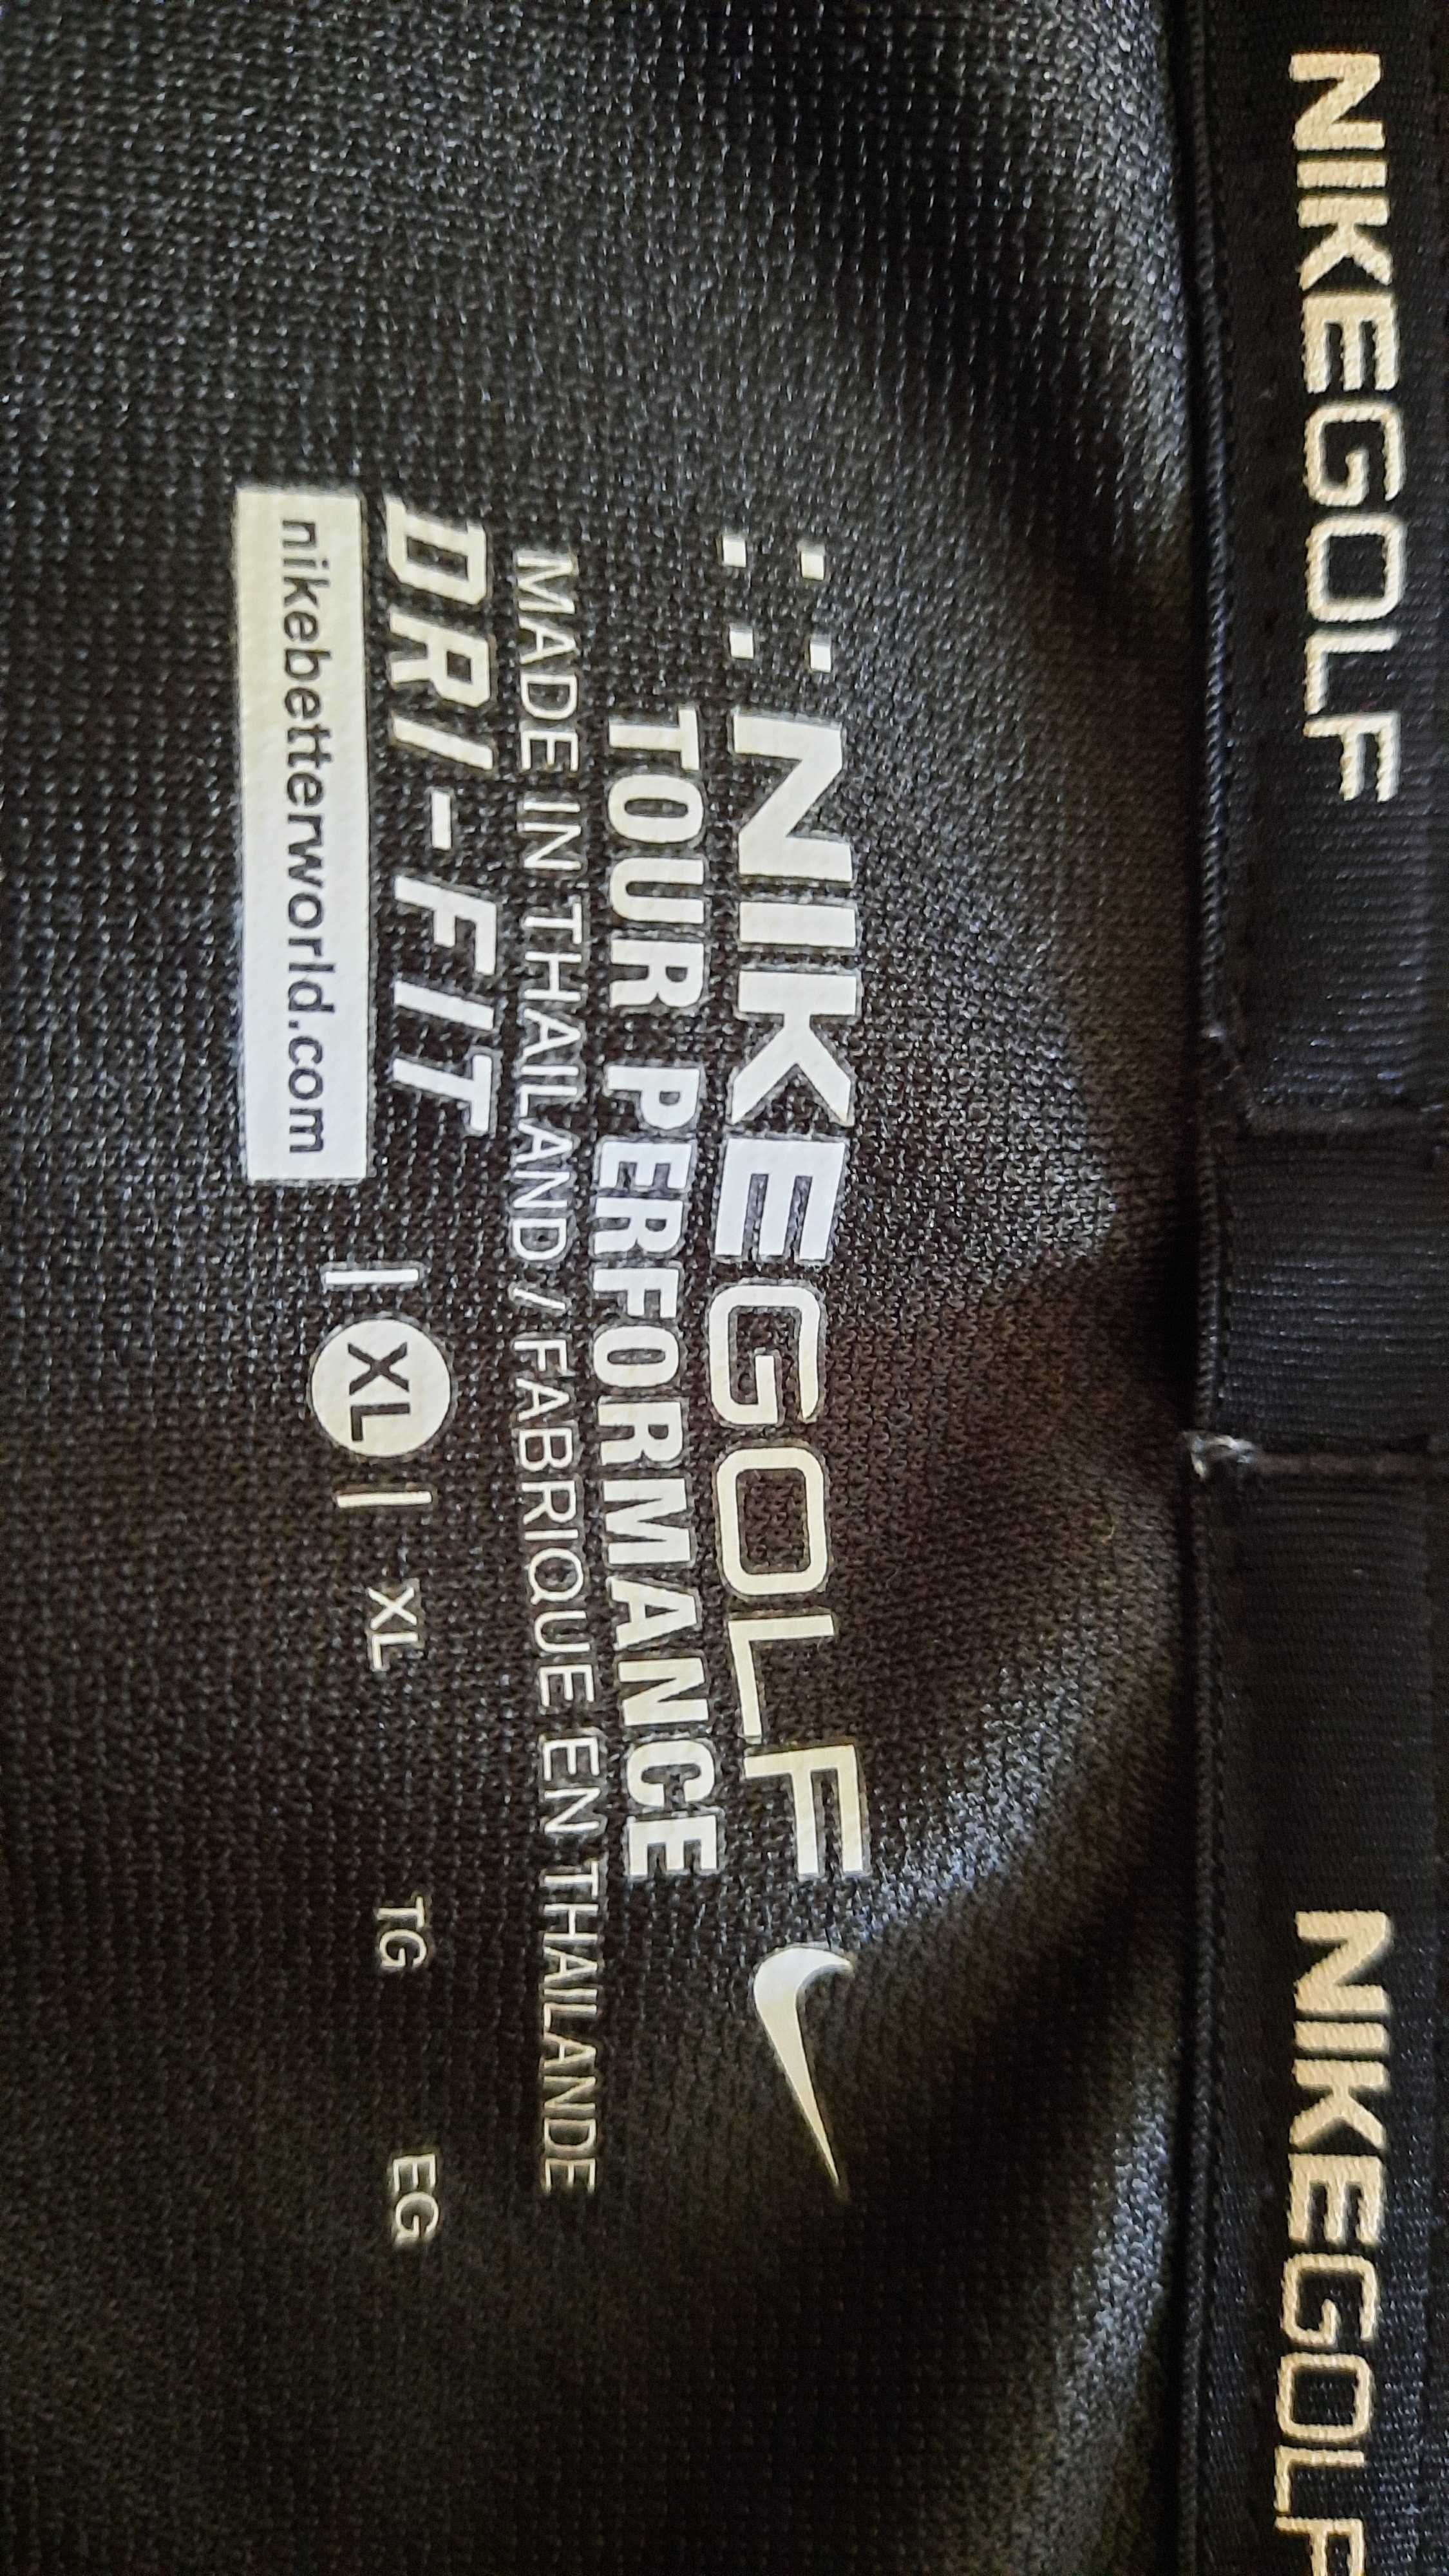 NIKEGOLF NIKEGOLF
NIKEGOLF
TOUR PERFORMANCE
MADE IN THAILAND / FABRIQUE EN THAILANDE
DRI-FIT
nikebetterworld.com
| XL | XL TG EG